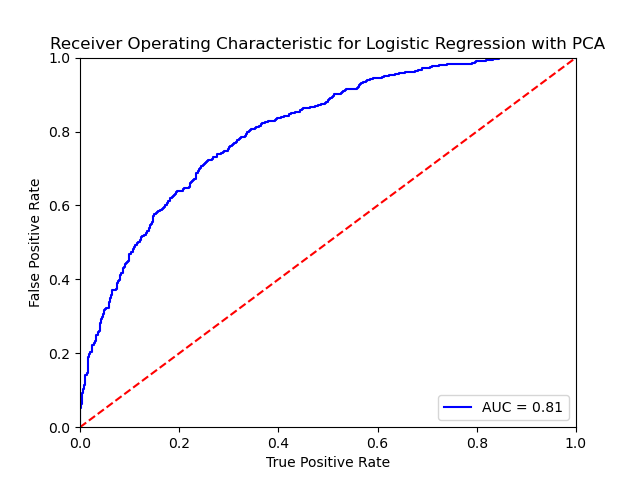 Receiver Operating Characteristic for Logistic Regression with PCA
1.0
0.8
0.6
0.4
0.2
0.0
False Positive Rate
AUC = 0.81
0.0 0.2 0.4 0.6 0.8 1.0
True Positive Rate